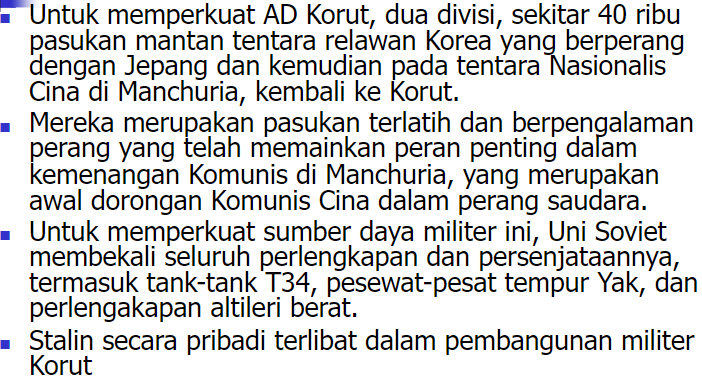 Untuk memperkuat AD Korut, dua divisi, sekitar 40 ribu
pasukan mantan tentara relawan Korea yang berperang
dengan Jepang dan kemudian pada tentara Nasionalis
Cina di Manchuria, kembali ke Korut.
Mereka merupakan pasukan terlatih dan berpengalaman
perang yang telah memainkan peran penting dalam
kemenangan Komunis di Manchuria, yang merupakan
awal dorongan Komunis Cina dalam perang saudara.
Untuk memperkuat sumber daya militer ini, Uni Soviet
membekali seluruh perlengkapan dan persenjataannya,
termasuk tank-tank T34, pesewat-pesat tempur Yak, dan
perlengakapan altileri berat.
Stalin secara pribadi terlibat dalam pembangunan militer
Korut